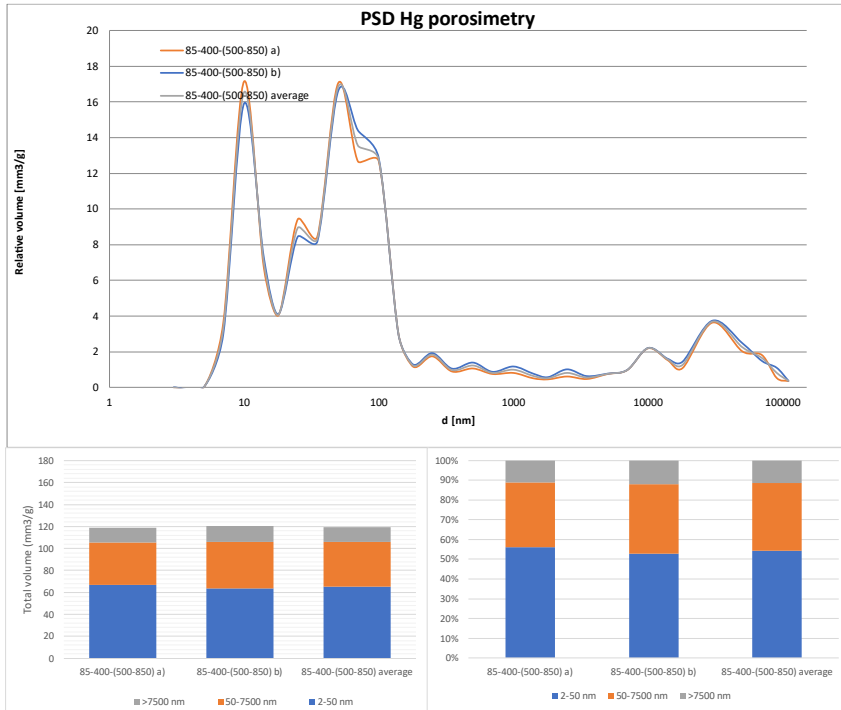 PSD Hg porosimetry
20
18
16
14
12
10
8
6
4
2
0
Relative volume [mm3/g]
85-400-(500-850) a)
85-400-(500-850) b)
85-400-(500-850) average
1
10
100
1000
10000
100000
d [nm]
180
160
140
120
100
80
60
40
20
0
Total volume (mm3/g)
85-400-(500-850) a)
85-400-(500-850) b)
85-400-(500-850) average
>7500 nm
50-7500 nm
2-50 nm
100%
90%
80%
70%
60%
50%
40%
30%
20%
10%
0%
85-400-(500-850) a)
85-400-(500-850) b)
85-400-(500-850) average
2-50 nm
50-7500 nm
>7500 nm